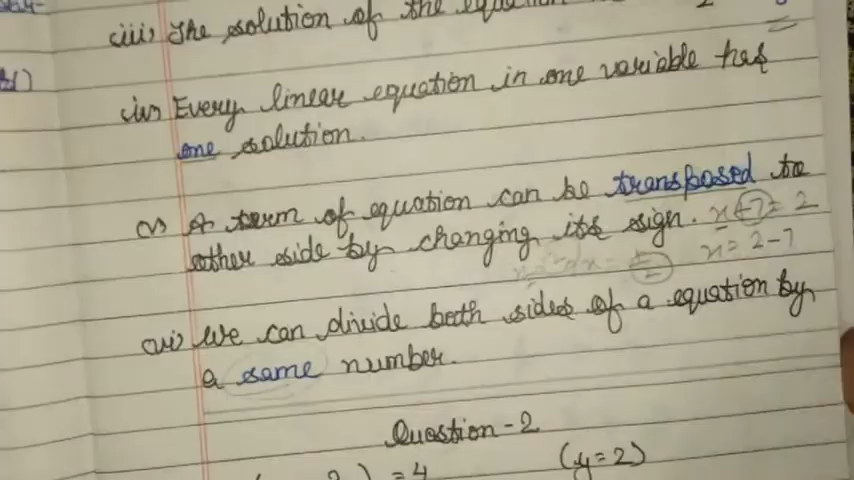 (iii) The solution of the equation
(iv) Every linear equation in one variable has
one solution.
(v) A term of equation can be transposed to
other side by changing its sign. x+7=2
x=2-7
(vi) We can divide both sides of a equation by
a same number.
Question-2
=4 (y=2)